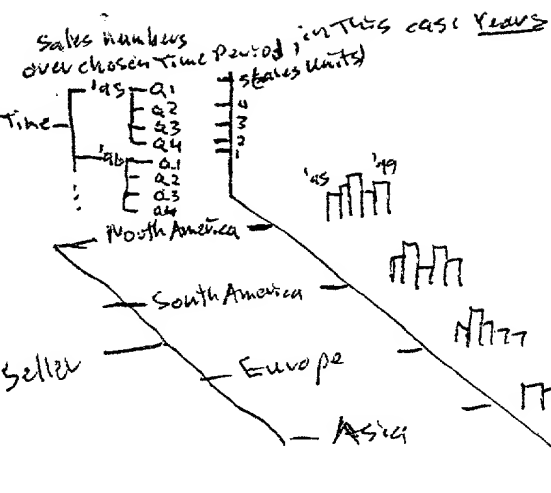 Sales numbers
over chosen Time Period, in This case Years
5 (Sales Units)
4
3
2
1
Time
'95 Q1
Q2
Q3
Q4
'96 Q1
Q2
Q3
Q4
'95 '99
North America
South America
Seller
Europe
Asia